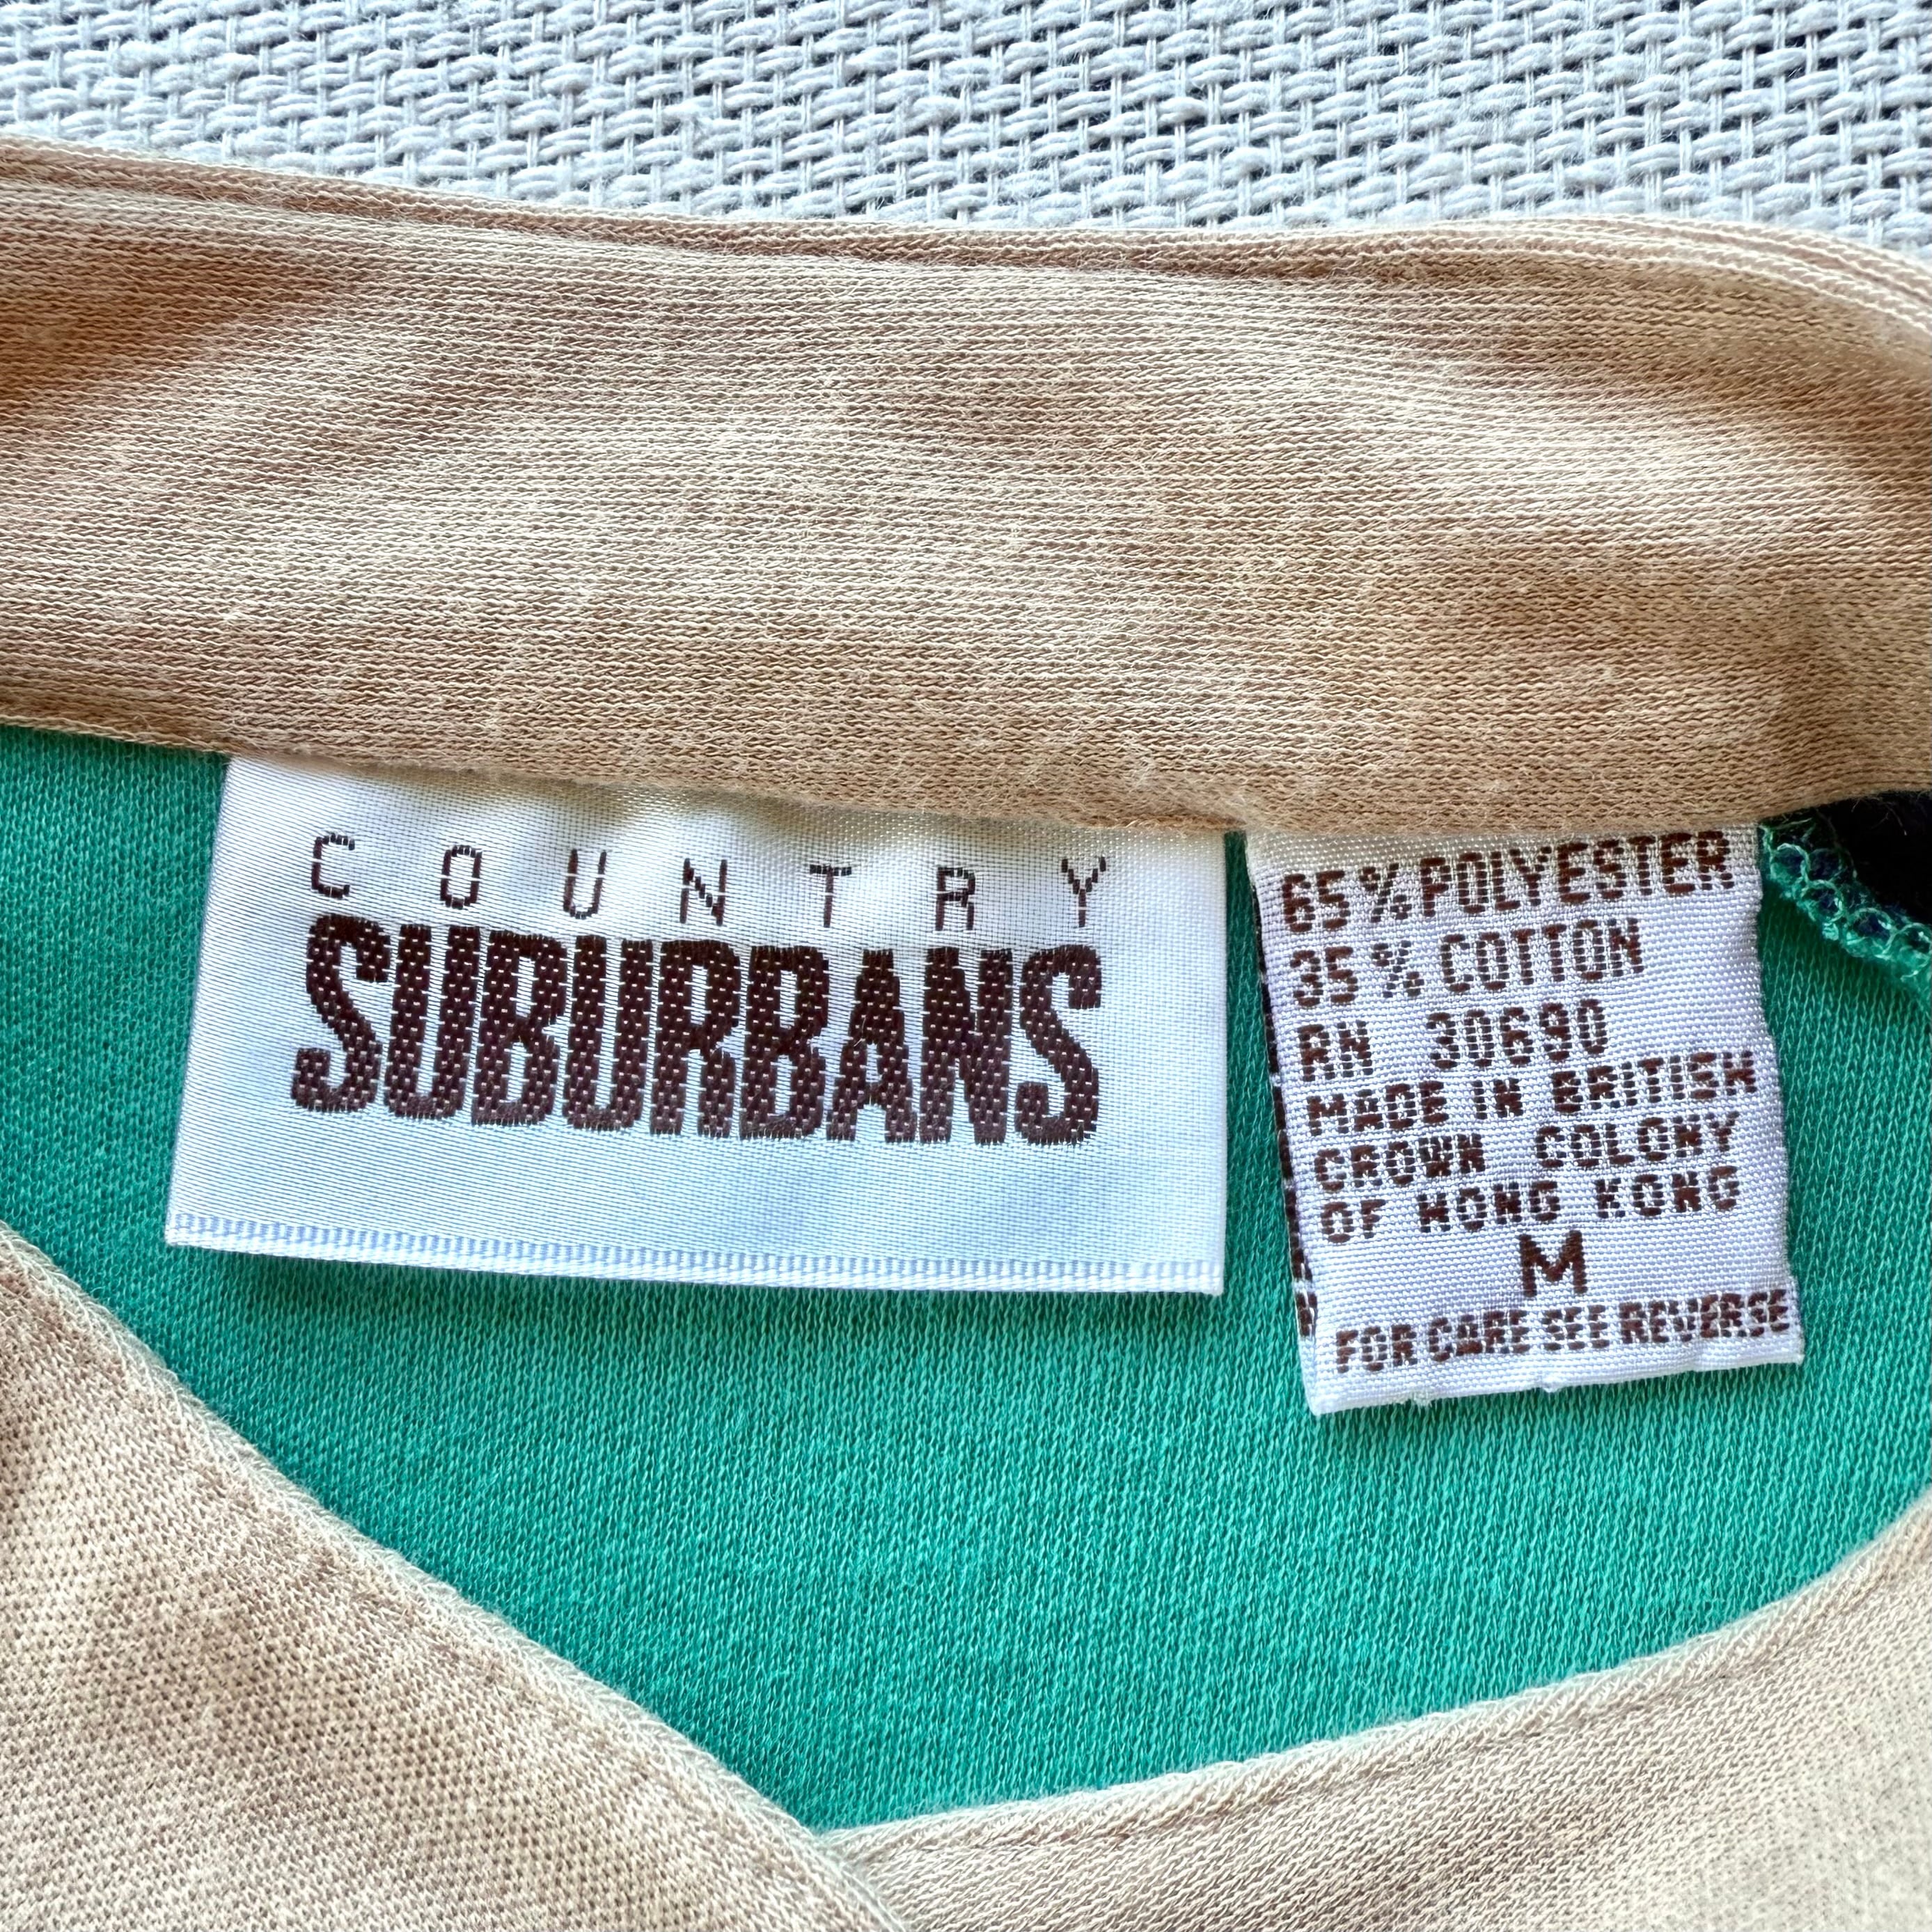 COUNTRY
SUBURBANS
65% POLYESTER
35% COTTON
RN 30690
MADE IN BRITISH
CROWN COLONY
OF HONG KONG
M
FOR CARE SEE REVERSE